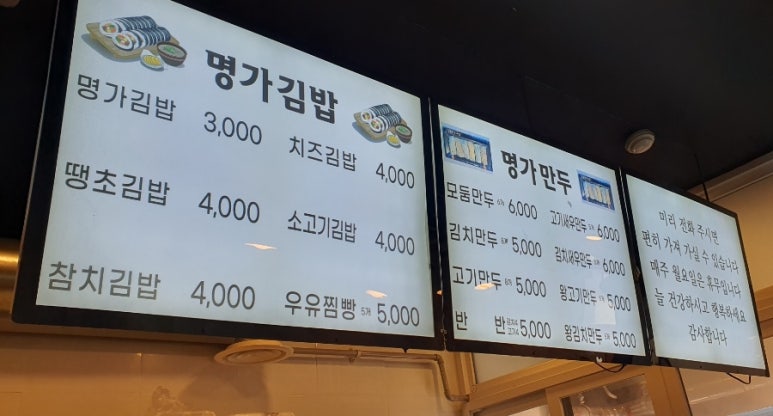 명가김밥
명가김밥 3,000 치즈김밥 4,000
땡초김밥 4,000 소고기김밥 4,000
참치김밥 4,000 우유찜빵 5개 5,000
명가만두
모둠만두 6,000 고기새우만두 6,000
김치만두 5,000 김치새우만두 6,000
고기만두 5,000 왕고기만두 5,000
반 반 5,000 왕김치만두 5,000
미리 전화 주시면
편히 가져 가실 수 있습니다
매주 월요일은 휴무입니다
늘 건강하시고 행복하세요
감사합니다